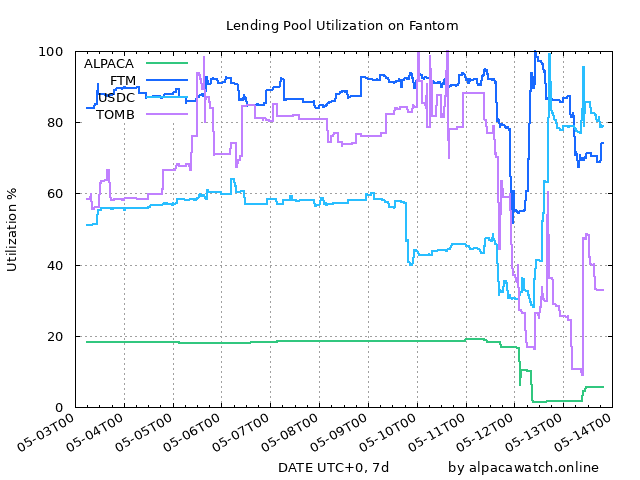 Lending Pool Utilization on Fantom
100
80
60
40
20
0
Utilization %
ALPACA
FTM
USDC
TOMB
05-03T00
05-04T00
05-05T00
05-06T00
05-07T00
05-08T00
05-09T00
05-10T00
05-11T00
05-12T00
05-13T00
05-14T00
DATE UTC+0, 7d
by alpacawatch.online